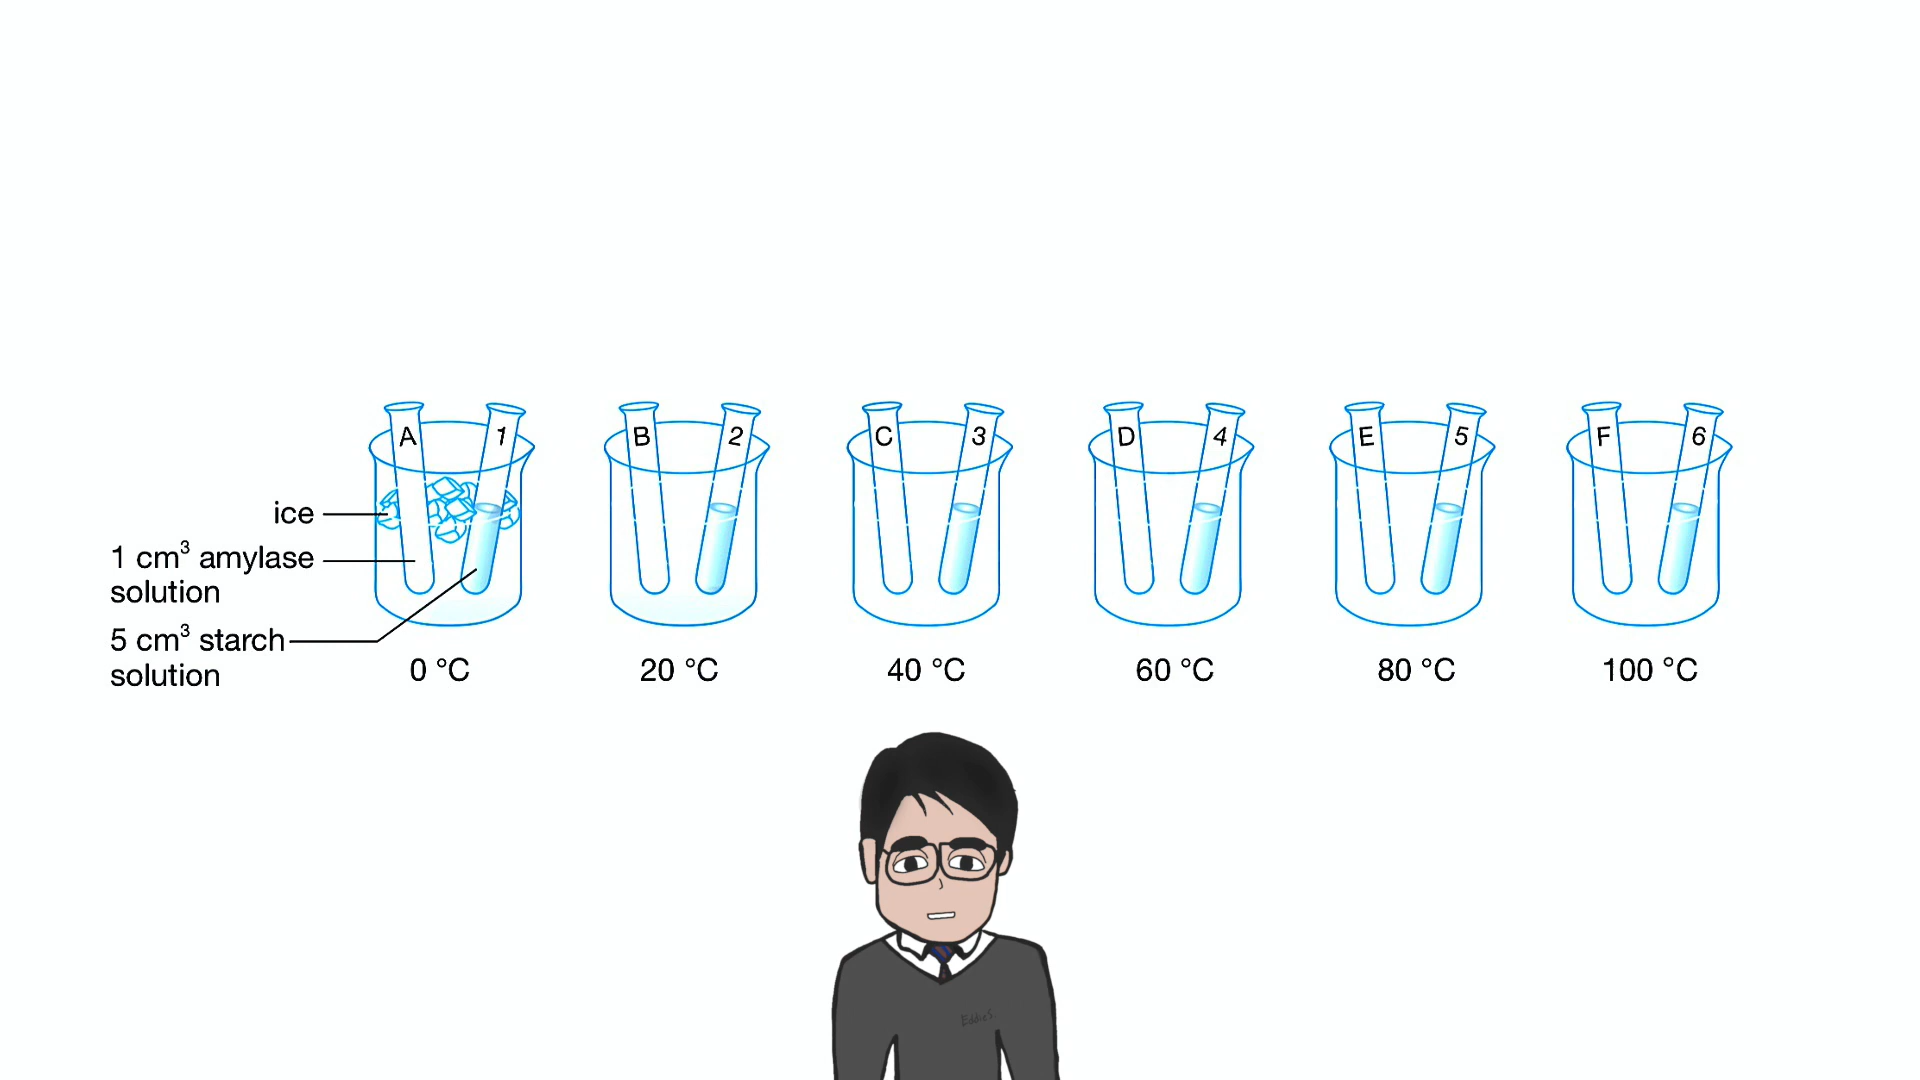 A 1 B 2 C 3 D 4 E 5 F 6
ice
1 cm³ amylase
solution
5 cm³ starch
solution
0 °C 20 °C 40 °C 60 °C 80 °C 100 °C
Eddie's